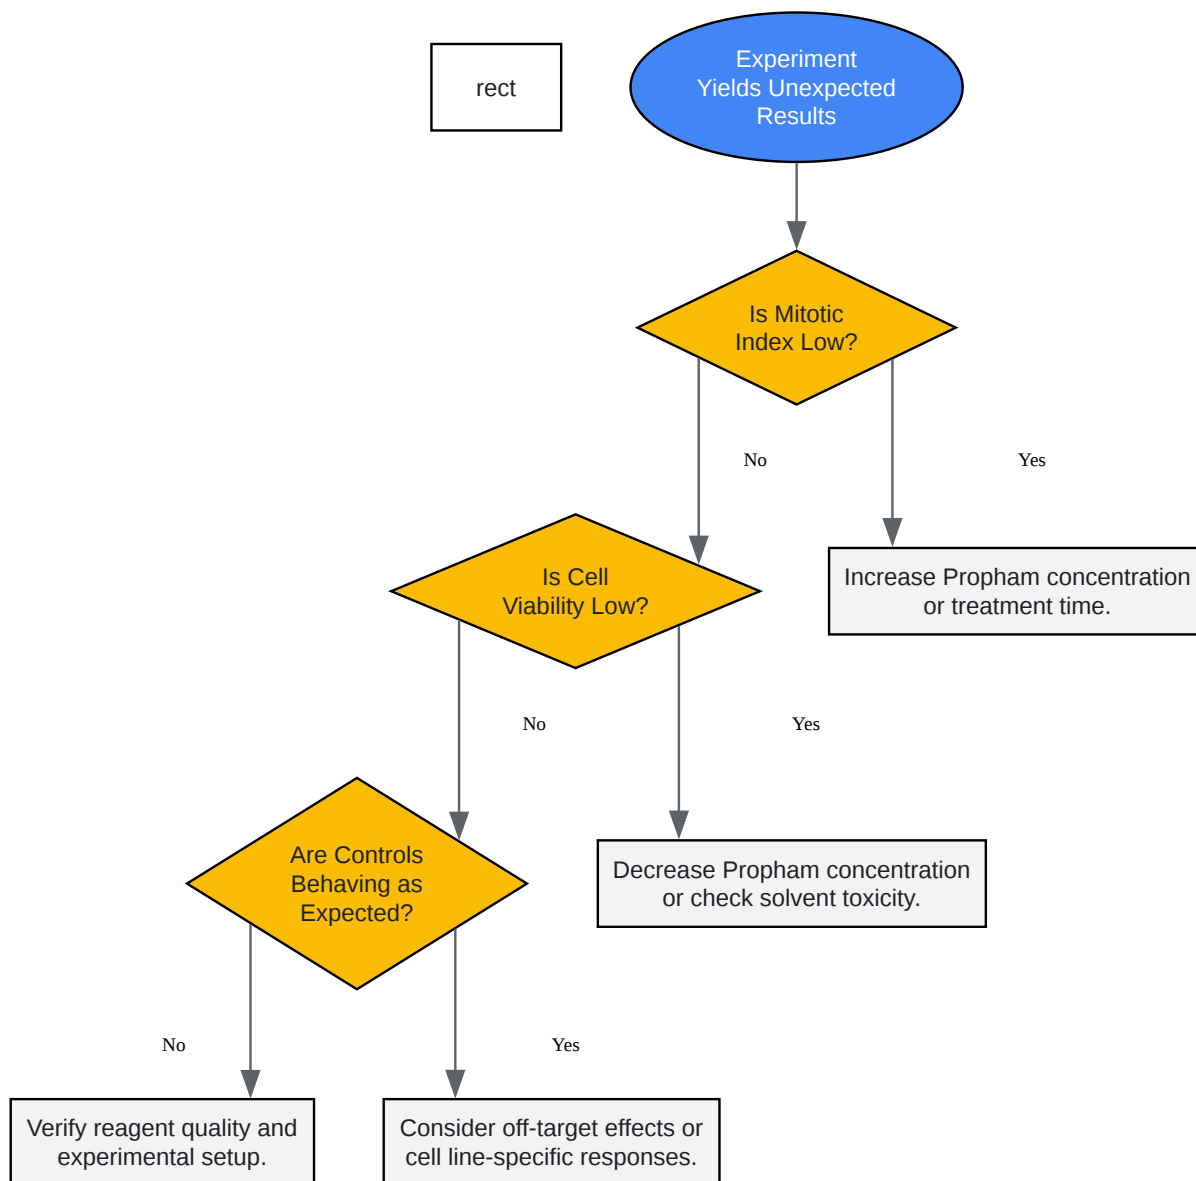 rect
Experiment
Yields Unexpected
Results
Is Mitotic
Index Low?
No
Yes
Is Cell
Viability Low?
Increase Propham concentration
or treatment time.
No
Yes
Are Controls
Behaving as
Expected?
Decrease Propham concentration
or check solvent toxicity.
No
Yes
Verify reagent quality and
experimental setup.
Consider off-target effects or
cell line-specific responses.